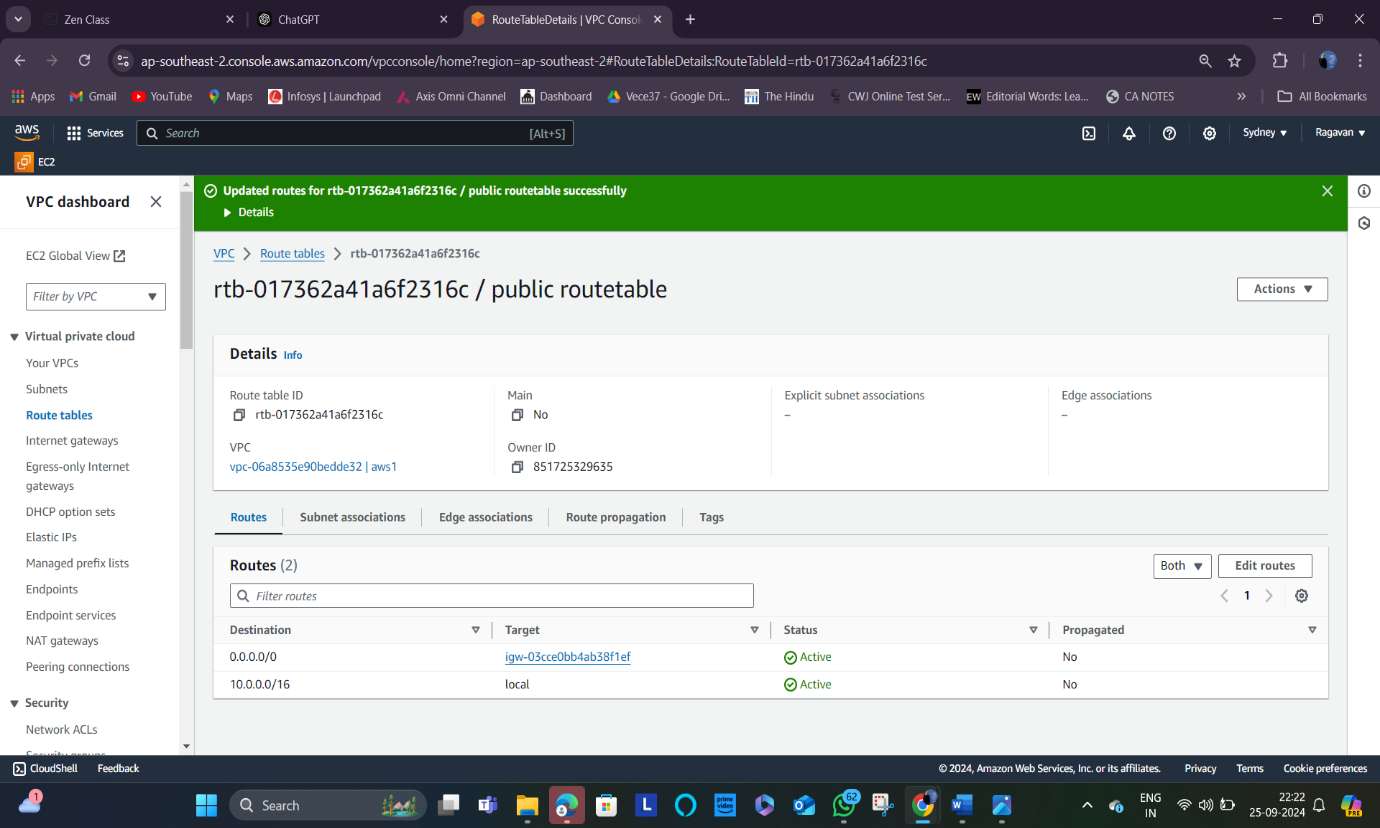 Zen Class
ChatGPT
RouteTableDetails | VPC Consol
ap-southeast-2.console.aws.amazon.com/vpcconsole/home?region=ap-southeast-2#RouteTableDetails:RouteTableId=rtb-017362a41a6f2316c
Apps Gmail YouTube Maps Infosys | Launchpad Axis Omni Channel Dashboard Vece37 - Google Dri... The Hindu CWJ Online Test Ser... Editorial Words: Lea... CA NOTES » All Bookmarks
aws Services Search [Alt+S] Sydney Ragavan
EC2
VPC dashboard
EC2 Global View
Filter by VPC
Virtual private cloud
Your VPCs
Subnets
Route tables
Internet gateways
Egress-only Internet
gateways
DHCP option sets
Elastic IPs
Managed prefix lists
Endpoints
Endpoint services
NAT gateways
Peering connections
Security
Network ACLs
Security groups
Updated routes for rtb-017362a41a6f2316c / public routetable successfully
Details
VPC Route tables rtb-017362a41a6f2316c
rtb-017362a41a6f2316c / public routetable
Actions
Details Info
Route table ID
rtb-017362a41a6f2316c
Main
No
Explicit subnet associations
–
Edge associations
–
VPC
vpc-06a8535e90bedde32 | aws1
Owner ID
851725329635
Routes Subnet associations Edge associations Route propagation Tags
Routes (2)
Both Edit routes
Filter routes
1
Destination Target Status Propagated
0.0.0.0/0 igw-03cce0bb4ab38f1ef Active No
10.0.0.0/16 local Active No
CloudShell Feedback © 2024, Amazon Web Services, Inc. or its affiliates. Privacy Terms Cookie preferences
1
Search
62
ENG
IN
22:22
25-09-2024
PRE